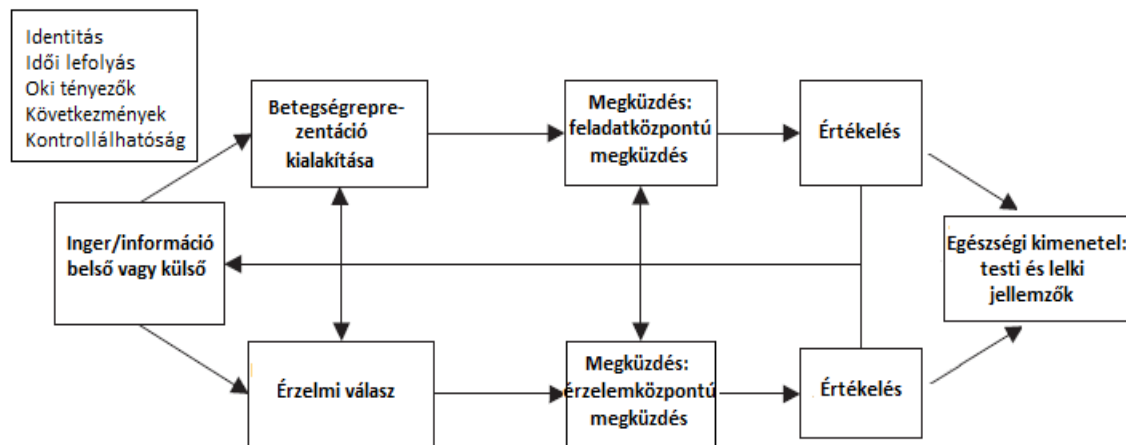 Identitás
Idői lefolyás
Oki tényezők
Következmények
Kontrollálhatóság
Betegségrepre-
zentáció
kialakítása
Megküzdés:
feladatközpontú
megküzdés
Értékelés
Inger/információ
belső vagy külső
Egészségi kimenetel:
testi és lelki
jellemzők
Érzelmi válasz
Megküzdés:
érzelemközpontú
megküzdés
Értékelés